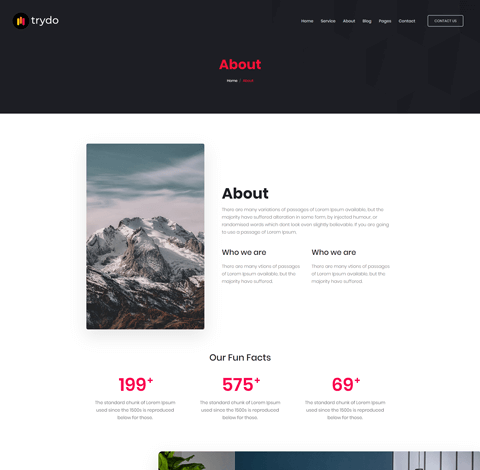 trydo
Home Service About Blog Pages Contact CONTACT US
About
Home / About
About
There are many variations of passages of Lorem Ipsum available, but the
majority have suffered alteration in some form, by injected humour, or
randomised words which dont look even slightly believable. If you are going
to use a passage of Lorem Ipsum.
Who we are
There are many vtions of passages
of Lorem Ipsum available, but the
majority have suffered.
Who we are
There are many vtions of passages
of Lorem Ipsum available, but the
majority have suffered.
Our Fun Facts
199+
The standard chunk of Lorem Ipsum
used since the 1500s is reproduced
below for those.
575+
The standard chunk of Lorem Ipsum
used since the 1500s is reproduced
below for those.
69+
The standard chunk of Lorem Ipsum
used since the 1500s is reproduced
below for those.